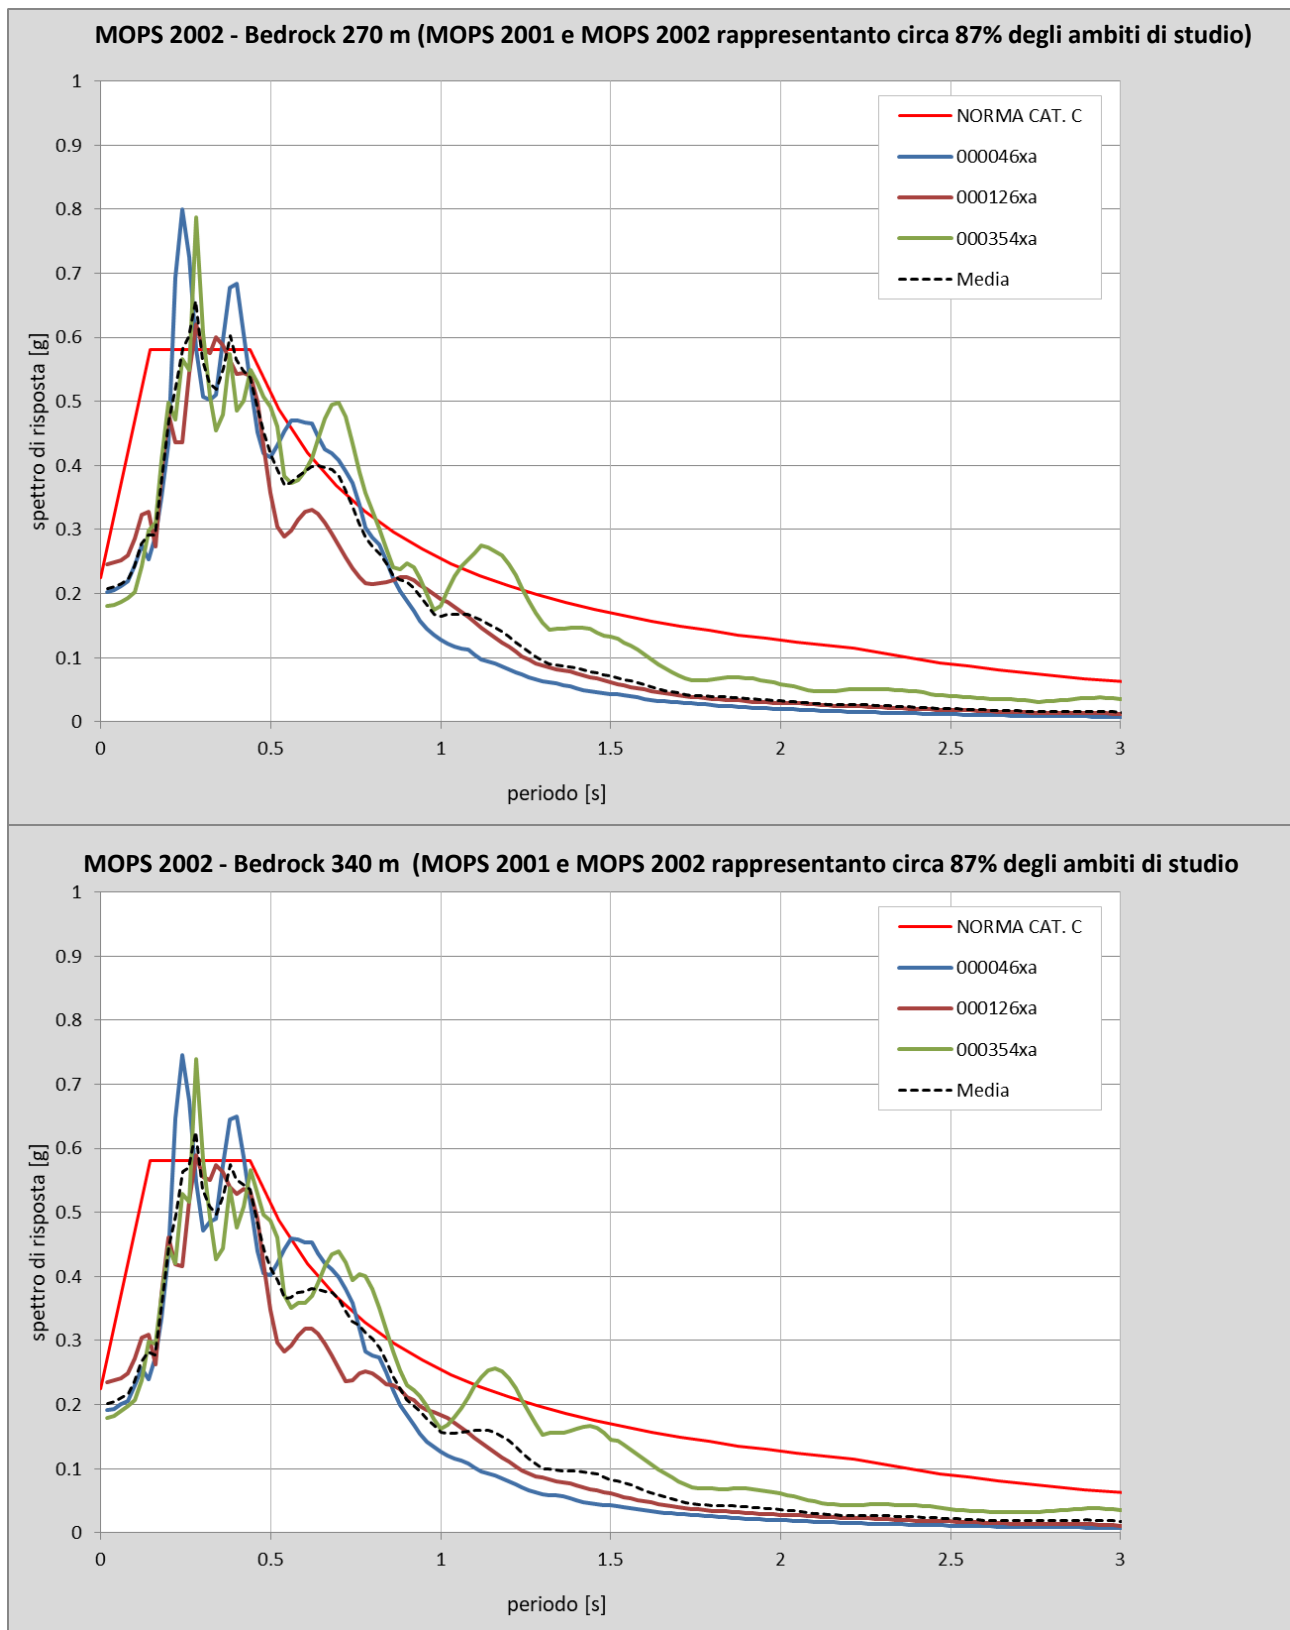 MOPS 2002 - Bedrock 270 m (MOPS 2001 e MOPS 2002 rappresentanto circa 87% degli ambiti di studio)
1
0.9
0.8
0.7
0.6
0.5
0.4
0.3
0.2
0.1
0
spettro di risposta [g]
NORMA CAT. C
000046xa
000126xa
000354xa
Media
0 0.5 1 1.5 2 2.5 3
periodo [s]
MOPS 2002 - Bedrock 340 m (MOPS 2001 e MOPS 2002 rappresentanto circa 87% degli ambiti di studio
1
0.9
0.8
0.7
0.6
0.5
0.4
0.3
0.2
0.1
0
spettro di risposta [g]
NORMA CAT. C
000046xa
000126xa
000354xa
Media
0 0.5 1 1.5 2 2.5 3
periodo [s]